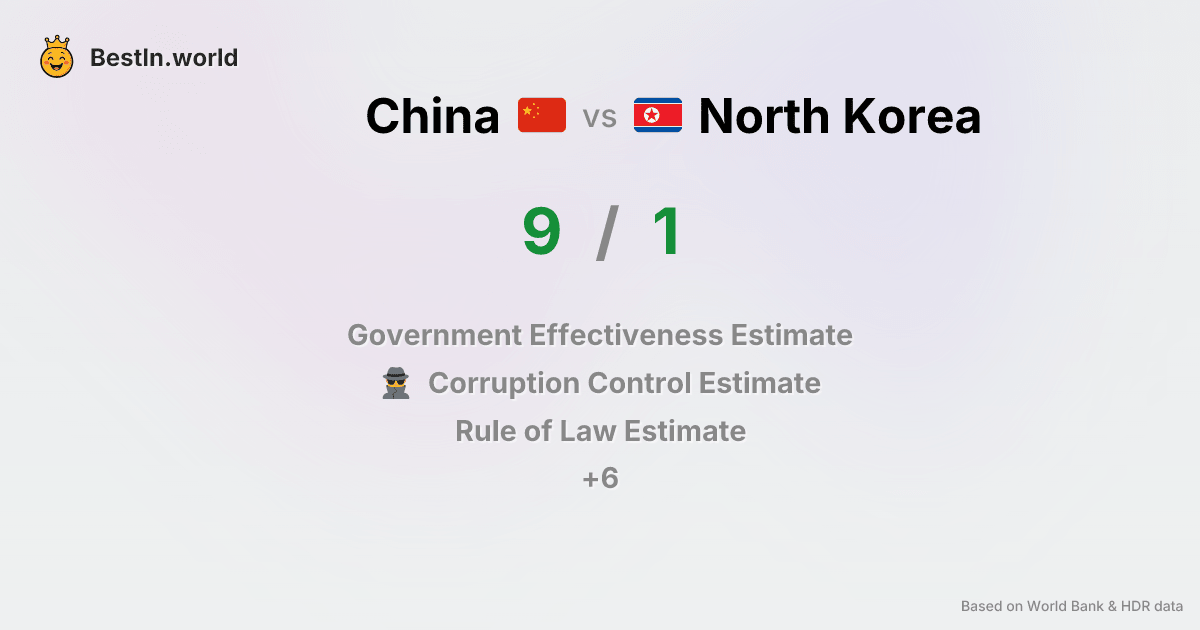 BestIn.world
China vs North Korea
9 / 1
Government Effectiveness Estimate
Corruption Control Estimate
Rule of Law Estimate
+6
Based on World Bank & HDR data